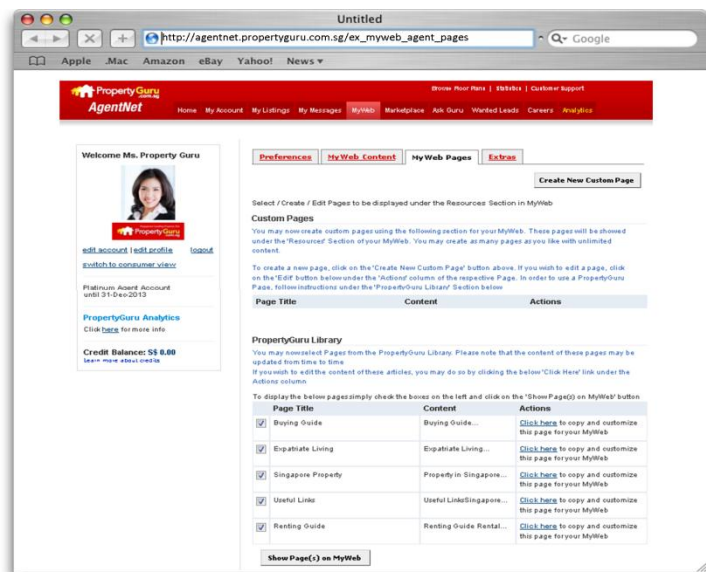 Untitled
http://agentnet.propertyguru.com.sg/ex_myweb_agent_pages
Google
Apple .Mac Amazon eBay Yahoo! News
PropertyGuru
.com.sg
Browse Floor Plans | Statistics | Customer Support
AgentNet
Home My Account My Listings My Messages MyWeb Marketplace Ask Guru Wanted Leads Careers Analytics
Welcome Ms. Property Guru
PropertyGuru
edit account | edit profile logout
switch to consumer view
Platinum Agent Account
until 31-Dec-2013
PropertyGuru Analytics
Click here for more info
Credit Balance: S$ 0.00
Learn more about credits
Preferences MyWeb Content MyWeb Pages Extras
Create New Custom Page
Select / Create / Edit Pages to be displayed under the Resources Section in MyWeb
Custom Pages
You may now create custom pages using the following section for your MyWeb. These pages will be showed
under the 'Resources' Section of your MyWeb. You may create as many pages as you like with unlimited
content.
To create a new page, click on the 'Create New Custom Page' button above. If you wish to edit a page, click
on the 'Edit' button below under the 'Actions' column of the respective Page. In order to use a PropertyGuru
Page, follow instructions under the 'PropertyGuru Library' Section below
Page Title Content Actions
PropertyGuru Library
You may now select Pages from the PropertyGuru Library. Please note that the content of these pages may be
updated from time to time
If you wish to edit the content of these articles, you may do so by clicking the below 'Click Here' link under the
Actions column
To display the below pages simply check the boxes on the left and click on the 'Show Page(s) on MyWeb' button
Page Title Content Actions
Buying Guide Buying Guide... Click here to copy and customize
this page for your MyWeb
Expatriate Living Expatriate Living... Click here to copy and customize
this page for your MyWeb
Singapore Property Property in Singapore... Click here to copy and customize
this page for your MyWeb
Useful Links Useful LinksSingapore... Click here to copy and customize
this page for your MyWeb
Renting Guide Renting Guide Rental... Click here to copy and customize
this page for your MyWeb
Show Page(s) on MyWeb